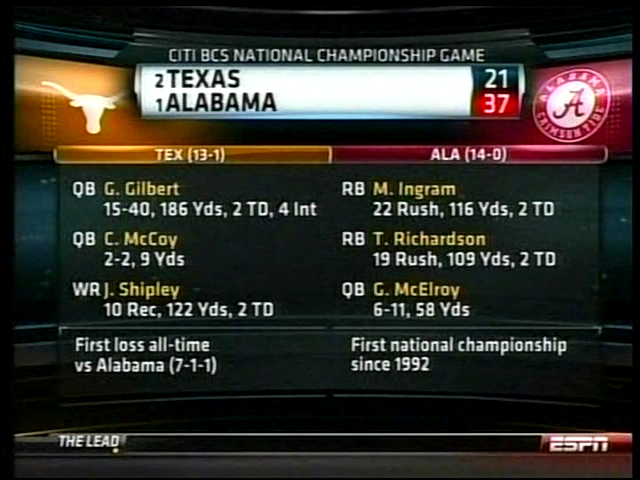 CITI BCS NATIONAL CHAMPIONSHIP GAME
2 TEXAS 21
1 ALABAMA 37
ALABAMA
A
CRIMSON TIDE
TEX (13-1) ALA (14-0)
QB G. Gilbert
15-40, 186 Yds, 2 TD, 4 Int
QB C. McCoy
2-2, 9 Yds
WR J. Shipley
10 Rec, 122 Yds, 2 TD
First loss all-time
vs Alabama (7-1-1)
RB M. Ingram
22 Rush, 116 Yds, 2 TD
RB T. Richardson
19 Rush, 109 Yds, 2 TD
QB G. McElroy
6-11, 58 Yds
First national championship
since 1992
THE LEAD
ESPN